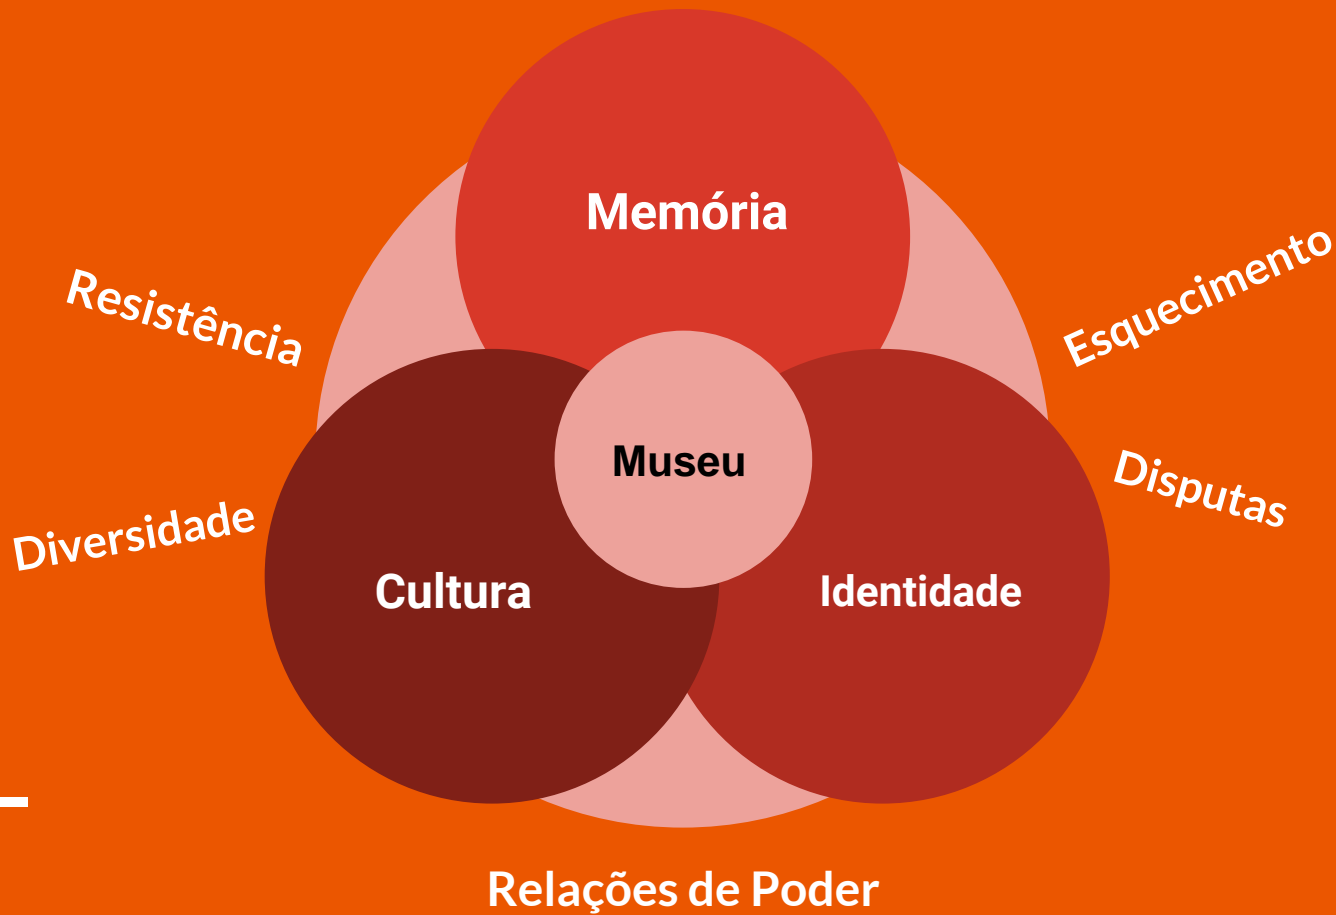 Memória
Resistência
Esquecimento
Museu
Disputas
Diversidade
Cultura
Identidade
Relações de Poder